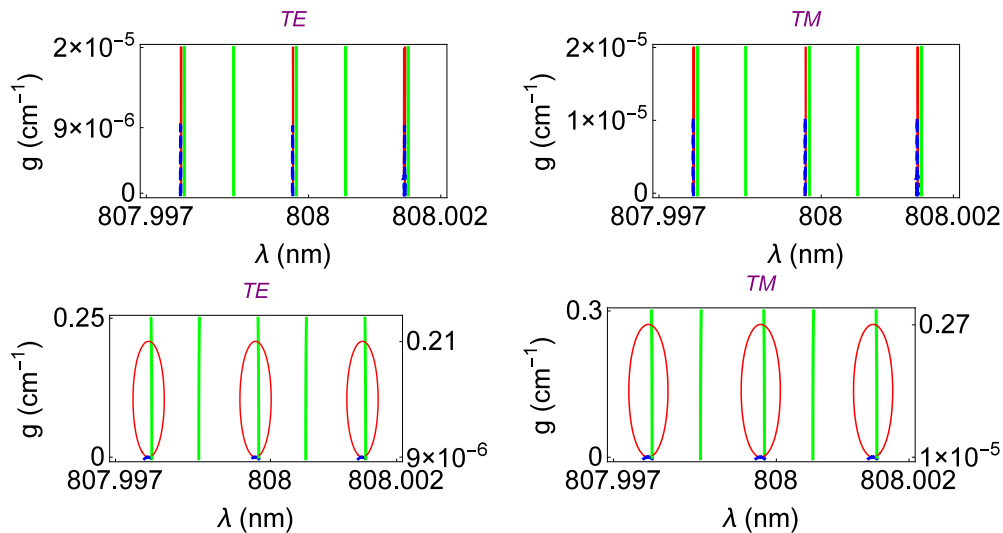 TE
2×10⁻⁵
9×10⁻⁶
0
g (cm⁻¹)
807.997
808
808.002
λ (nm)
TM
2×10⁻⁵
1×10⁻⁵
0
g (cm⁻¹)
807.997
808
808.002
λ (nm)
TE
0.25
0
0.21
9×10⁻⁶
g (cm⁻¹)
807.997
808
808.002
λ (nm)
TM
0.3
0
0.27
1×10⁻⁵
g (cm⁻¹)
807.997
808
808.002
λ (nm)